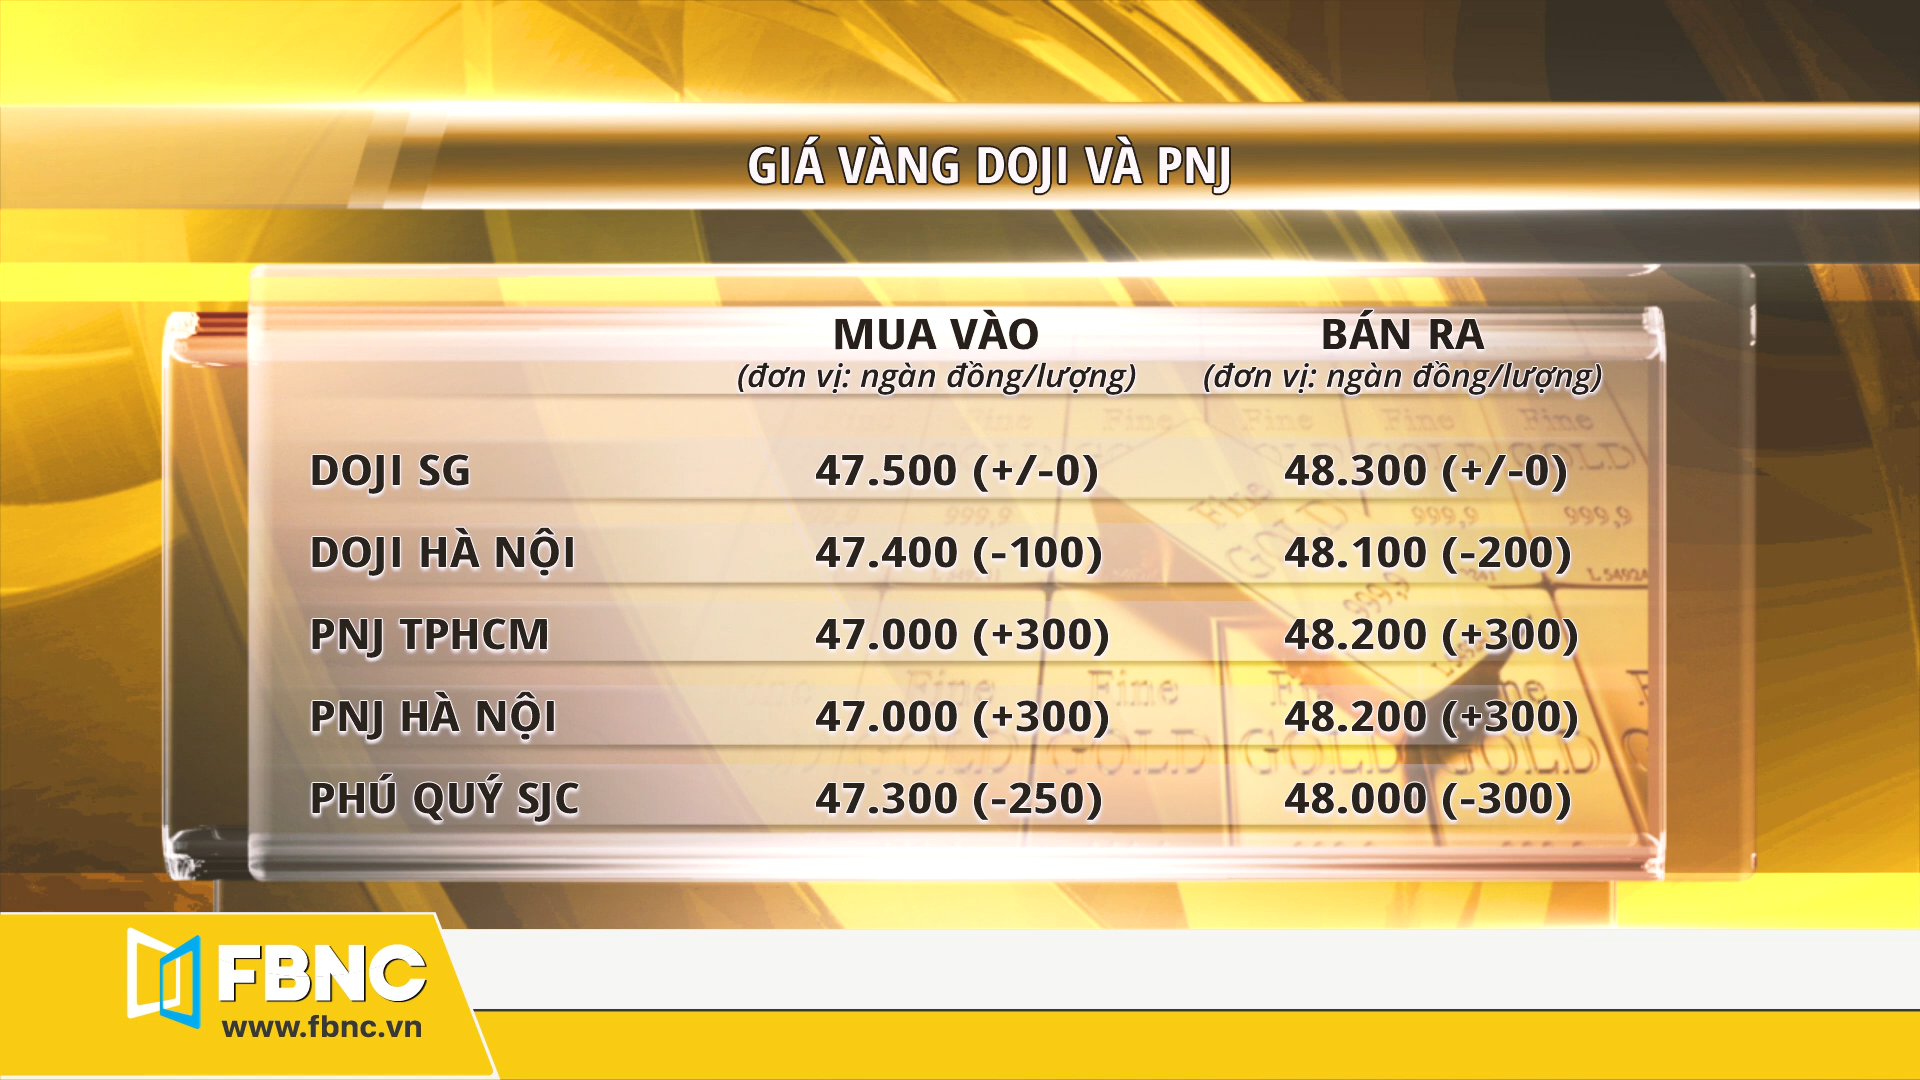 GIÁ VÀNG DOJI VÀ PNJ
MUA VÀO BÁN RA
(đơn vị: ngàn đồng/lượng) (đơn vị: ngàn đồng/lượng)
DOJI SG 47.500 (+/-0) 48.300 (+/-0)
DOJI HÀ NỘI 47.400 (-100) 48.100 (-200)
PNJ TPHCM 47.000 (+300) 48.200 (+300)
PNJ HÀ NỘI 47.000 (+300) 48.200 (+300)
PHÚ QUÝ SJC 47.300 (-250) 48.000 (-300)
FBNC
www.fbnc.vn